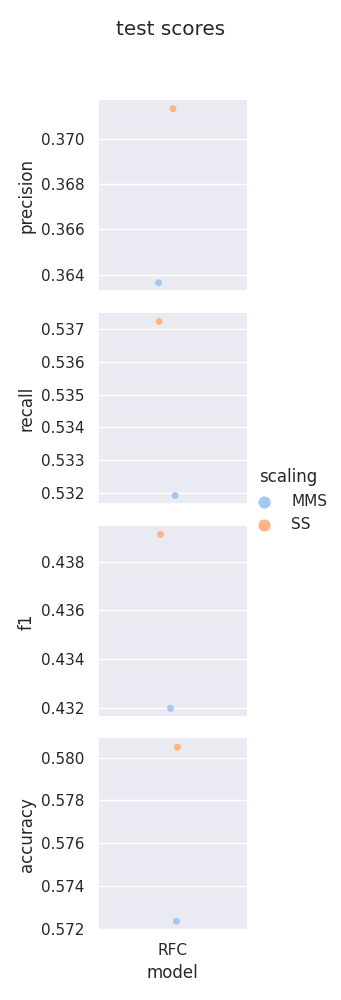 test scores
precision
0.370
0.368
0.366
0.364
recall
0.537
0.536
0.535
0.534
0.533
0.532
scaling
MMS
SS
f1
0.438
0.436
0.434
0.432
accuracy
0.580
0.578
0.576
0.574
0.572
RFC
model